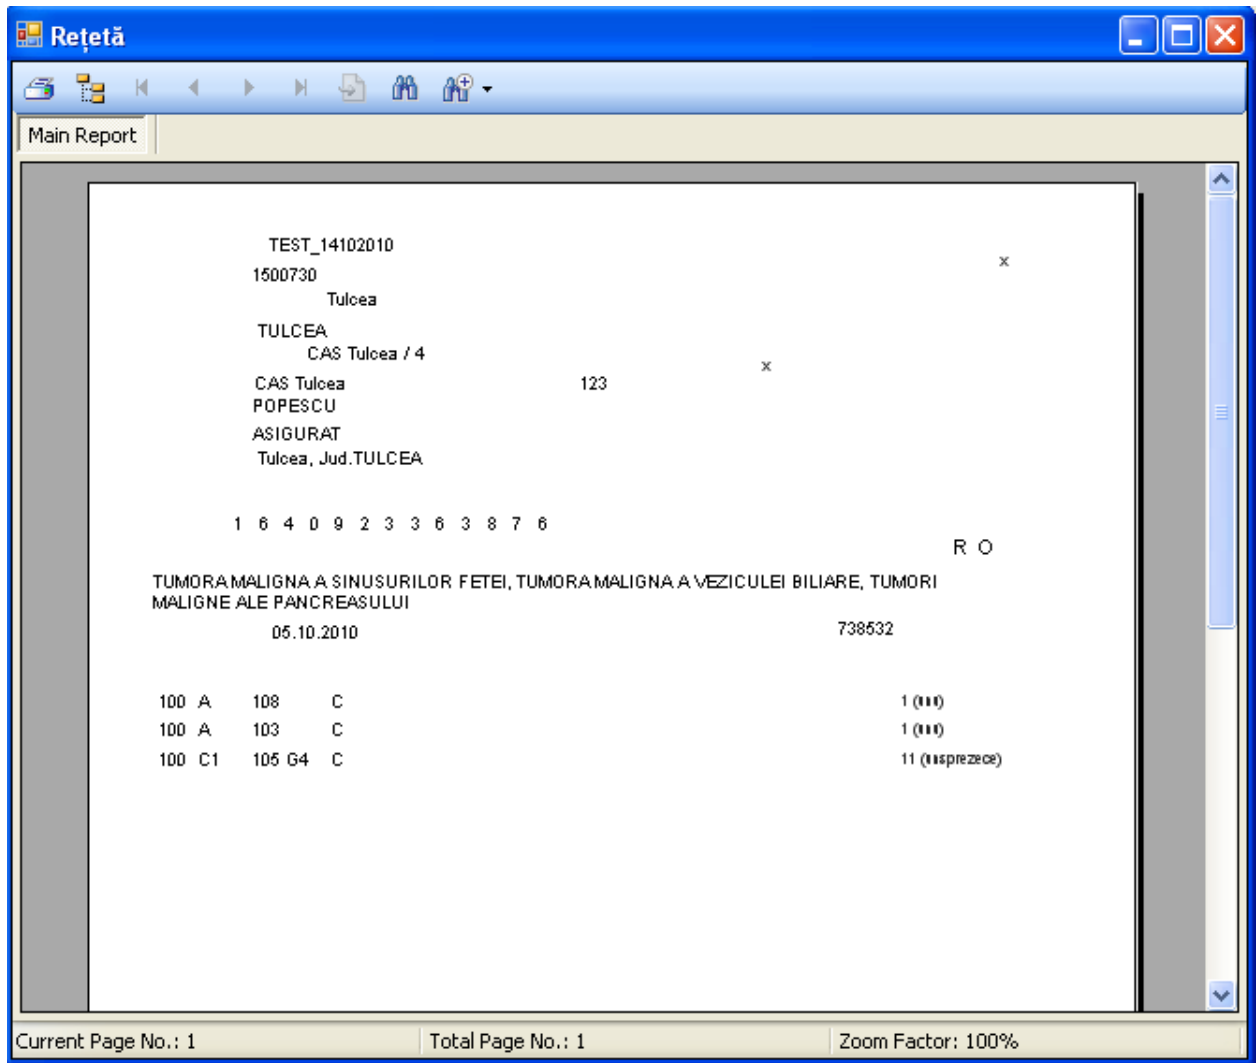 Rețetă
Main Report
TEST_14102010
x
1500730
Tulcea
TULCEA
CAS Tulcea / 4
x
CAS Tulcea 123
POPESCU
ASIGURAT
Tulcea, Jud.TULCEA
1 6 4 0 9 2 3 3 6 3 8 7 6
R O
TUMORA MALIGNA A SINUSURILOR FETEI, TUMORA MALIGNA A VEZICULEI BILIARE, TUMORI
MALIGNE ALE PANCREASULUI
05.10.2010 738532
100 A 108 C 1 (unu)
100 A 103 C 1 (unu)
100 C1 105 G4 C 11 (unsprezece)
Current Page No.: 1 Total Page No.: 1 Zoom Factor: 100%